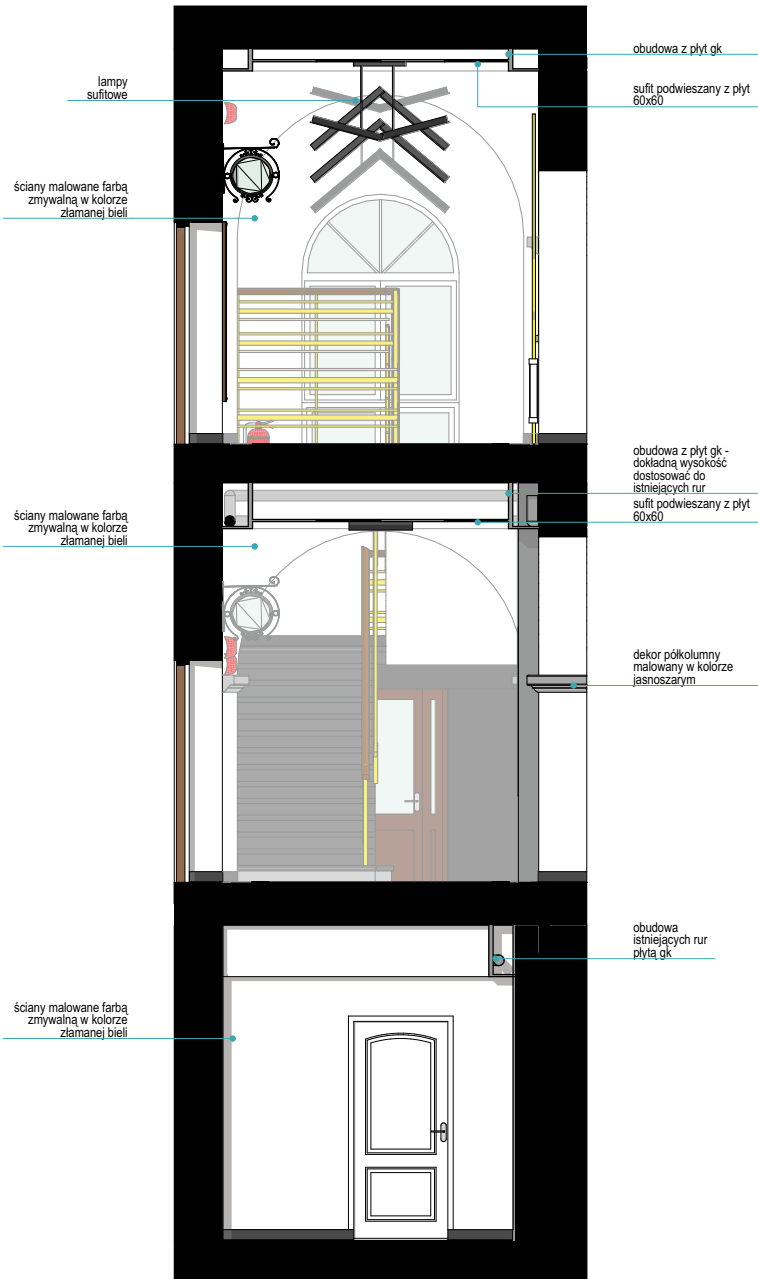 obudowa z płyt gk
lampy
sufitowe
sufit podwieszany z płyt
60x60
ściany malowane farbą
zmywalną w kolorze
złamanej bieli
obudowa z płyt gk -
dokładną wysokość
dostosować do
istniejących rur
sufit podwieszany z płyt
60x60
ściany malowane farbą
zmywalną w kolorze
złamanej bieli
dekor półkolumny
malowany w kolorze
jasnoszarym
obudowa
istniejących rur
płytą gk
ściany malowane farbą
zmywalną w kolorze
złamanej bieli